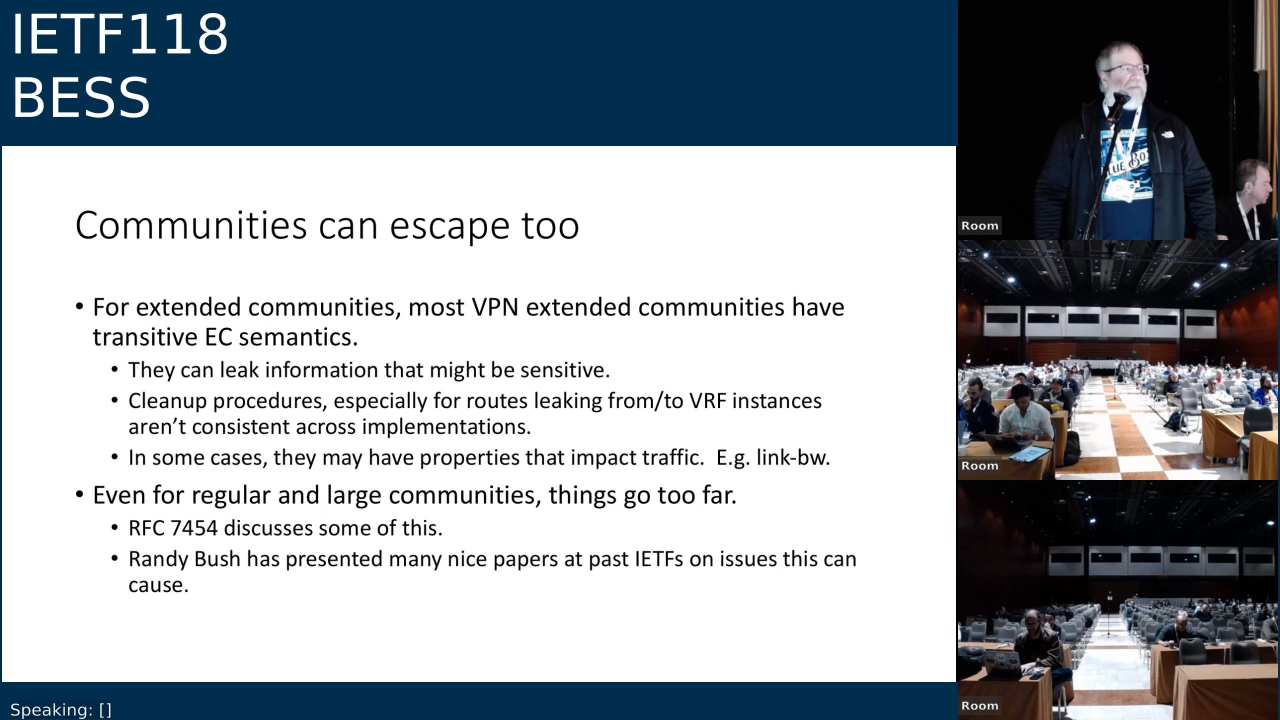 IETF118
BESS
Communities can escape too
• For extended communities, most VPN extended communities have
transitive EC semantics.
• They can leak information that might be sensitive.
• Cleanup procedures, especially for routes leaking from/to VRF instances
aren’t consistent across implementations.
• In some cases, they may have properties that impact traffic.  E.g. link-bw.
• Even for regular and large communities, things go too far.
• RFC 7454 discusses some of this.
• Randy Bush has presented many nice papers at past IETFs on issues this can
cause.
Speaking: []
Room
Room
Room